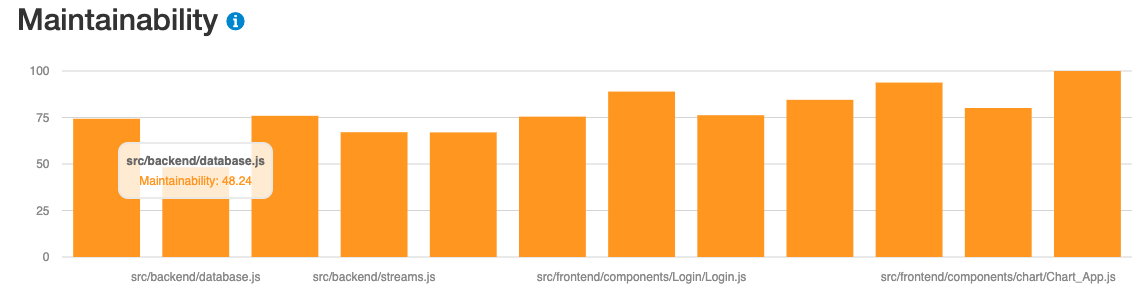 Maintainability
100
75
50
25
0
src/backend/database.js
Maintainability: 48.24
src/backend/database.js
src/backend/streams.js
src/frontend/components/Login/Login.js
src/frontend/components/chart/Chart_App.js